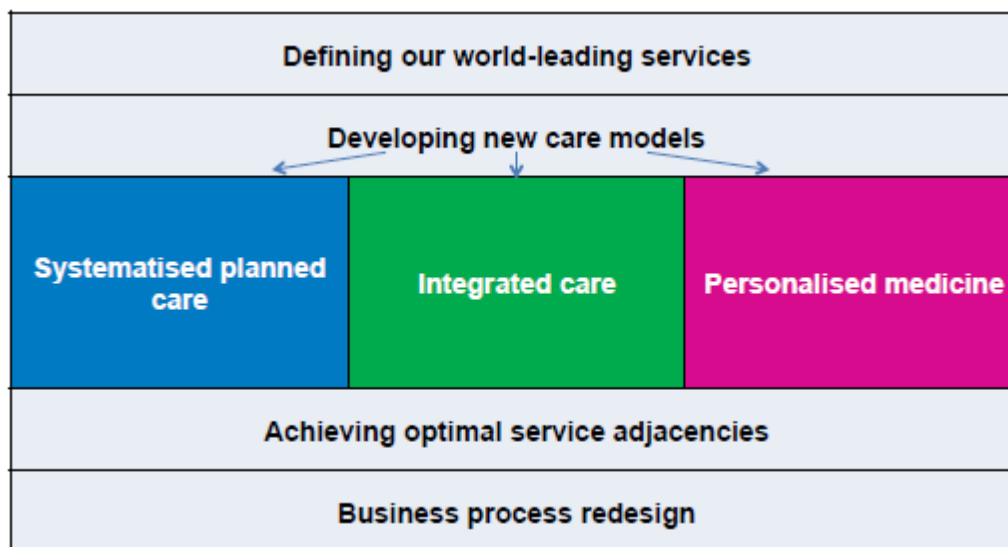 Defining our world-leading services
Developing new care models
Systematised planned
care
Integrated care
Personalised medicine
Achieving optimal service adjacencies
Business process redesign